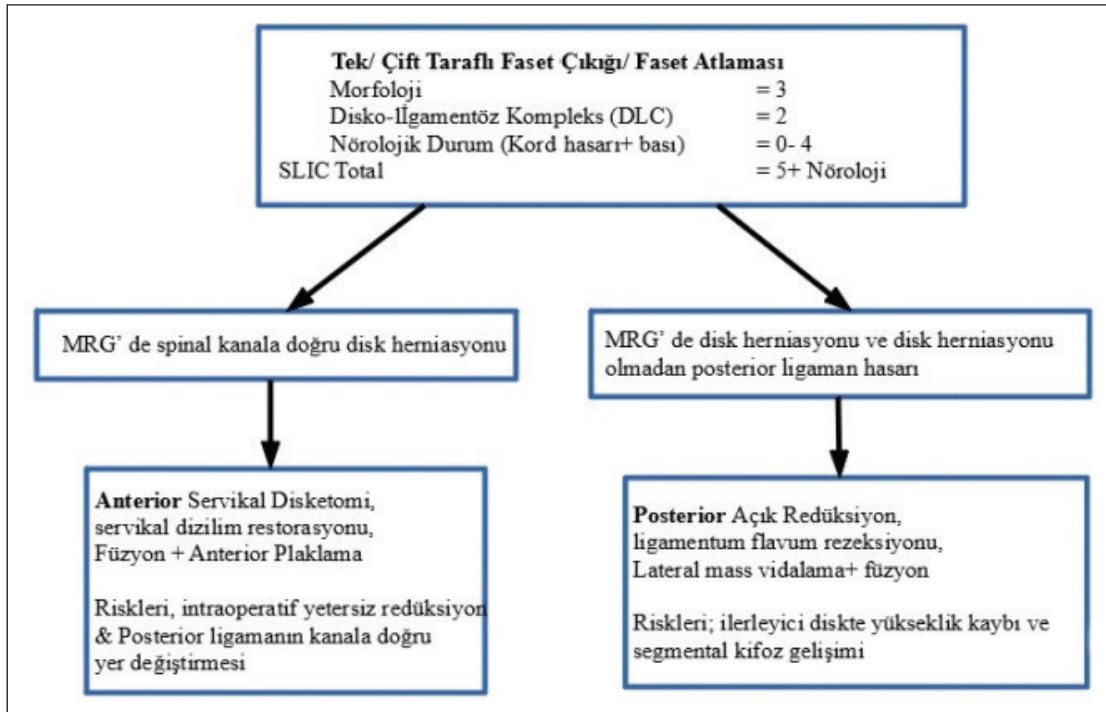 Tek/ Çift Taraflı Faset Çıkığı/ Faset Atlaması
Morfoloji = 3
Disko-lİgamentöz Kompleks (DLC) = 2
Nörolojik Durum (Kord hasarı+ bası) = 0- 4
SLIC Total = 5+ Nöroloji
MRG’ de spinal kanala doğru disk herniasyonu
MRG’ de disk herniasyonu ve disk herniasyonu
olmadan posterior ligaman hasarı
Anterior Servikal Disketomi,
servikal dizilim restorasyonu,
Füzyon + Anterior Plaklama
Riskleri, intraoperatif yetersiz redüksiyon
& Posterior ligamanın kanala doğru
yer değiştirmesi
Posterior Açık Redüksiyon,
ligamentum flavum rezeksiyonu,
Lateral mass vidalama+ füzyon
Riskleri; ilerleyici diskte yükseklik kaybı ve
segmental kifoz gelişimi